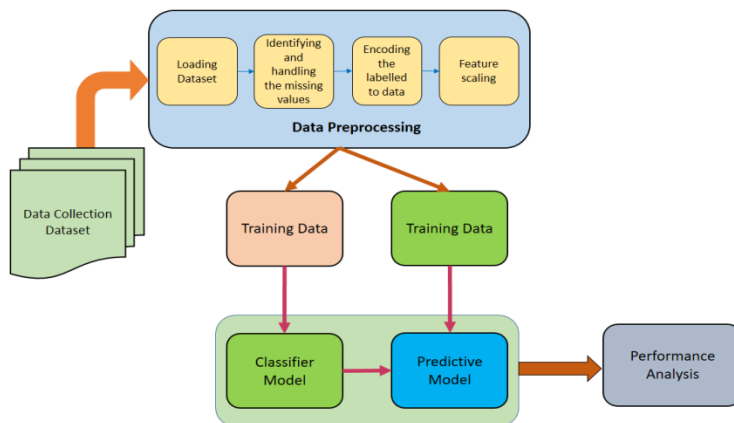 Loading
Dataset
Identifying
and
handling
the missing
values
Encoding
the
labelled
to data
Feature
scaling
Data Preprocessing
Data Collection
Dataset
Training Data
Training Data
Classifier
Model
Predictive
Model
Performance
Analysis